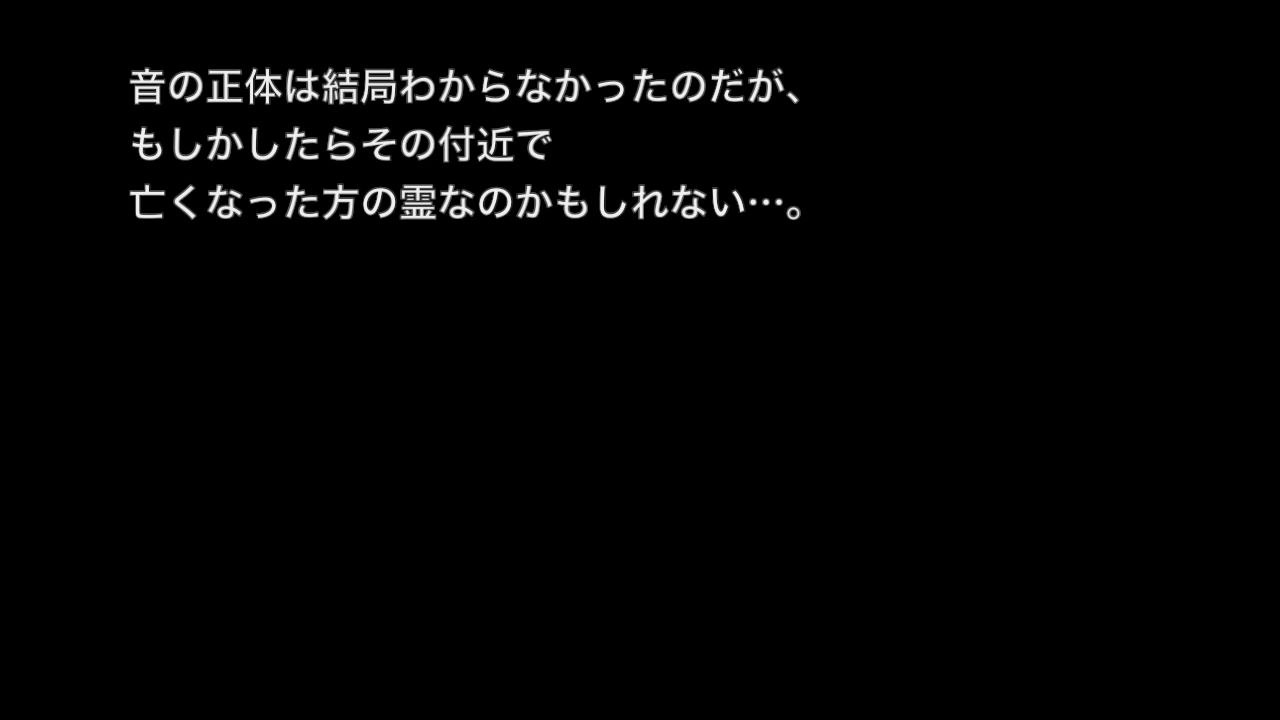 音の正体は結局わからなかったのだが、
もしかしたらその付近で
亡くなった方の霊なのかもしれない…。